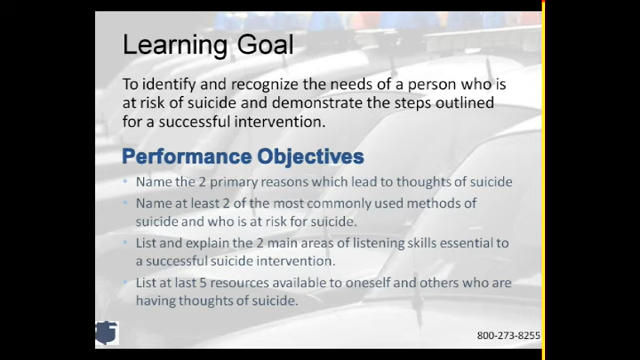 Learning Goal
To identify and recognize the needs of a person who is
at risk of suicide and demonstrate the steps outlined
for a successful intervention.
Performance Objectives
• Name the 2 primary reasons which lead to thoughts of suicide
• Name at least 2 of the most commonly used methods of
suicide and who is at risk for suicide.
• List and explain the 2 main areas of listening skills essential to
a successful suicide intervention.
• List at last 5 resources available to oneself and others who are
having thoughts of suicide.
800-273-8255